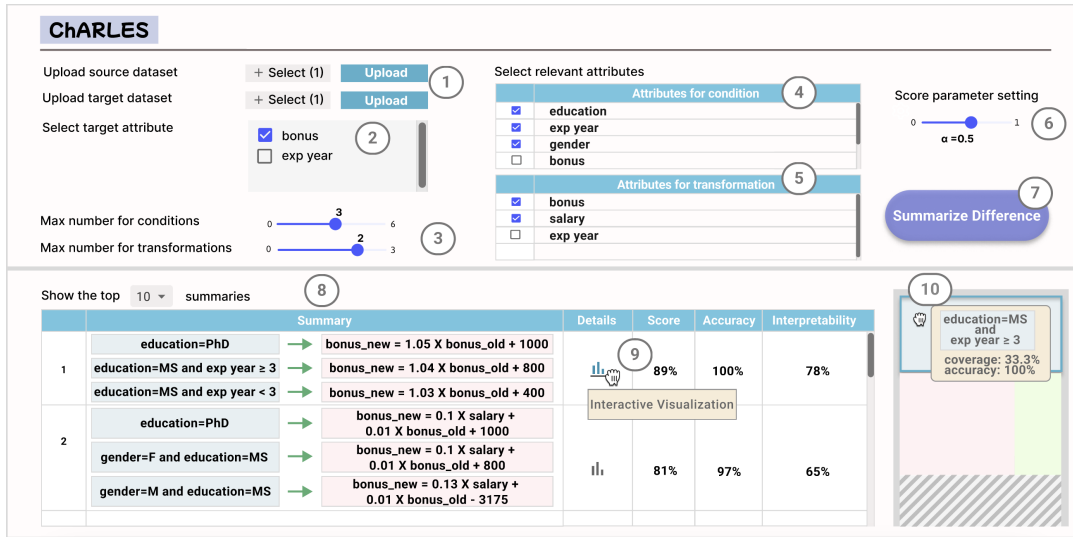 ChARLES
Upload source dataset
+ Select (1)
Upload
1
Upload target dataset
+ Select (1)
Upload
Select target attribute
bonus
exp year
2
Max number for conditions
0
3
6
Max number for transformations
0
2
3
3
Select relevant attributes
Attributes for condition
4
education
exp year
gender
bonus
Attributes for transformation
5
bonus
salary
exp year
Score parameter setting
0
1
α =0.5
6
7
Summarize Difference
Show the top
10
summaries
8
Summary
Details
Score
Accuracy
Interpretability
1
education=PhD
bonus_new = 1.05 X bonus_old + 1000
education=MS and exp year ≥ 3
bonus_new = 1.04 X bonus_old + 800
education=MS and exp year < 3
bonus_new = 1.03 X bonus_old + 400
9
89%
100%
78%
Interactive Visualization
2
education=PhD
bonus_new = 0.1 X salary +
0.01 X bonus_old + 1000
gender=F and education=MS
bonus_new = 0.1 X salary +
0.01 X bonus_old + 800
gender=M and education=MS
bonus_new = 0.13 X salary +
0.01 X bonus_old - 3175
81%
97%
65%
10
education=MS
and
exp year ≥ 3
coverage: 33.3%
accuracy: 100%